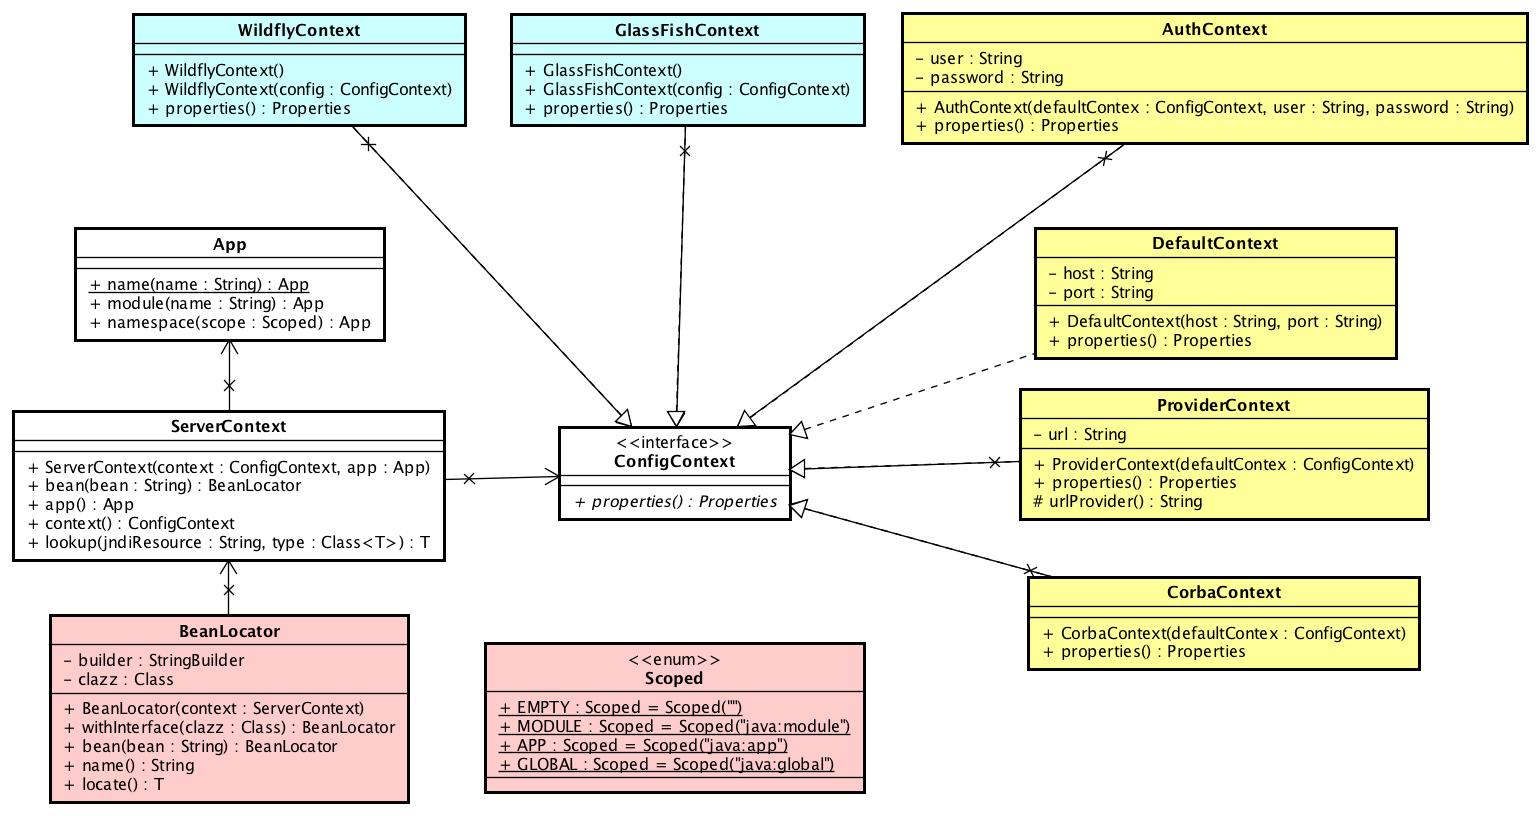 WildflyContext
+ WildflyContext()
+ WildflyContext(config : ConfigContext)
+ properties() : Properties
GlassFishContext
+ GlassFishContext()
+ GlassFishContext(config : ConfigContext)
+ properties() : Properties
AuthContext
– user : String
– password : String
+ AuthContext(defaultContex : ConfigContext, user : String, password : String)
+ properties() : Properties
App
+ name(name : String) : App
+ module(name : String) : App
+ namespace(scope : Scoped) : App
DefaultContext
– host : String
– port : String
+ DefaultContext(host : String, port : String)
+ properties() : Properties
ServerContext
+ ServerContext(context : ConfigContext, app : App)
+ bean(bean : String) : BeanLocator
+ app() : App
+ context() : ConfigContext
+ lookup(jndiResource : String, type : Class<T>) : T
<<interface>>
ConfigContext
+ properties() : Properties
ProviderContext
– url : String
+ ProviderContext(defaultContex : ConfigContext)
+ properties() : Properties
# urlProvider() : String
CorbaContext
+ CorbaContext(defaultContex : ConfigContext)
+ properties() : Properties
BeanLocator
– builder : StringBuilder
– clazz : Class
+ BeanLocator(context : ServerContext)
+ withInterface(clazz : Class) : BeanLocator
+ bean(bean : String) : BeanLocator
+ name() : String
+ locate() : T
<<enum>>
Scoped
+ EMPTY : Scoped = Scoped("")
+ MODULE : Scoped = Scoped("java:module")
+ APP : Scoped = Scoped("java:app")
+ GLOBAL : Scoped = Scoped("java:global")